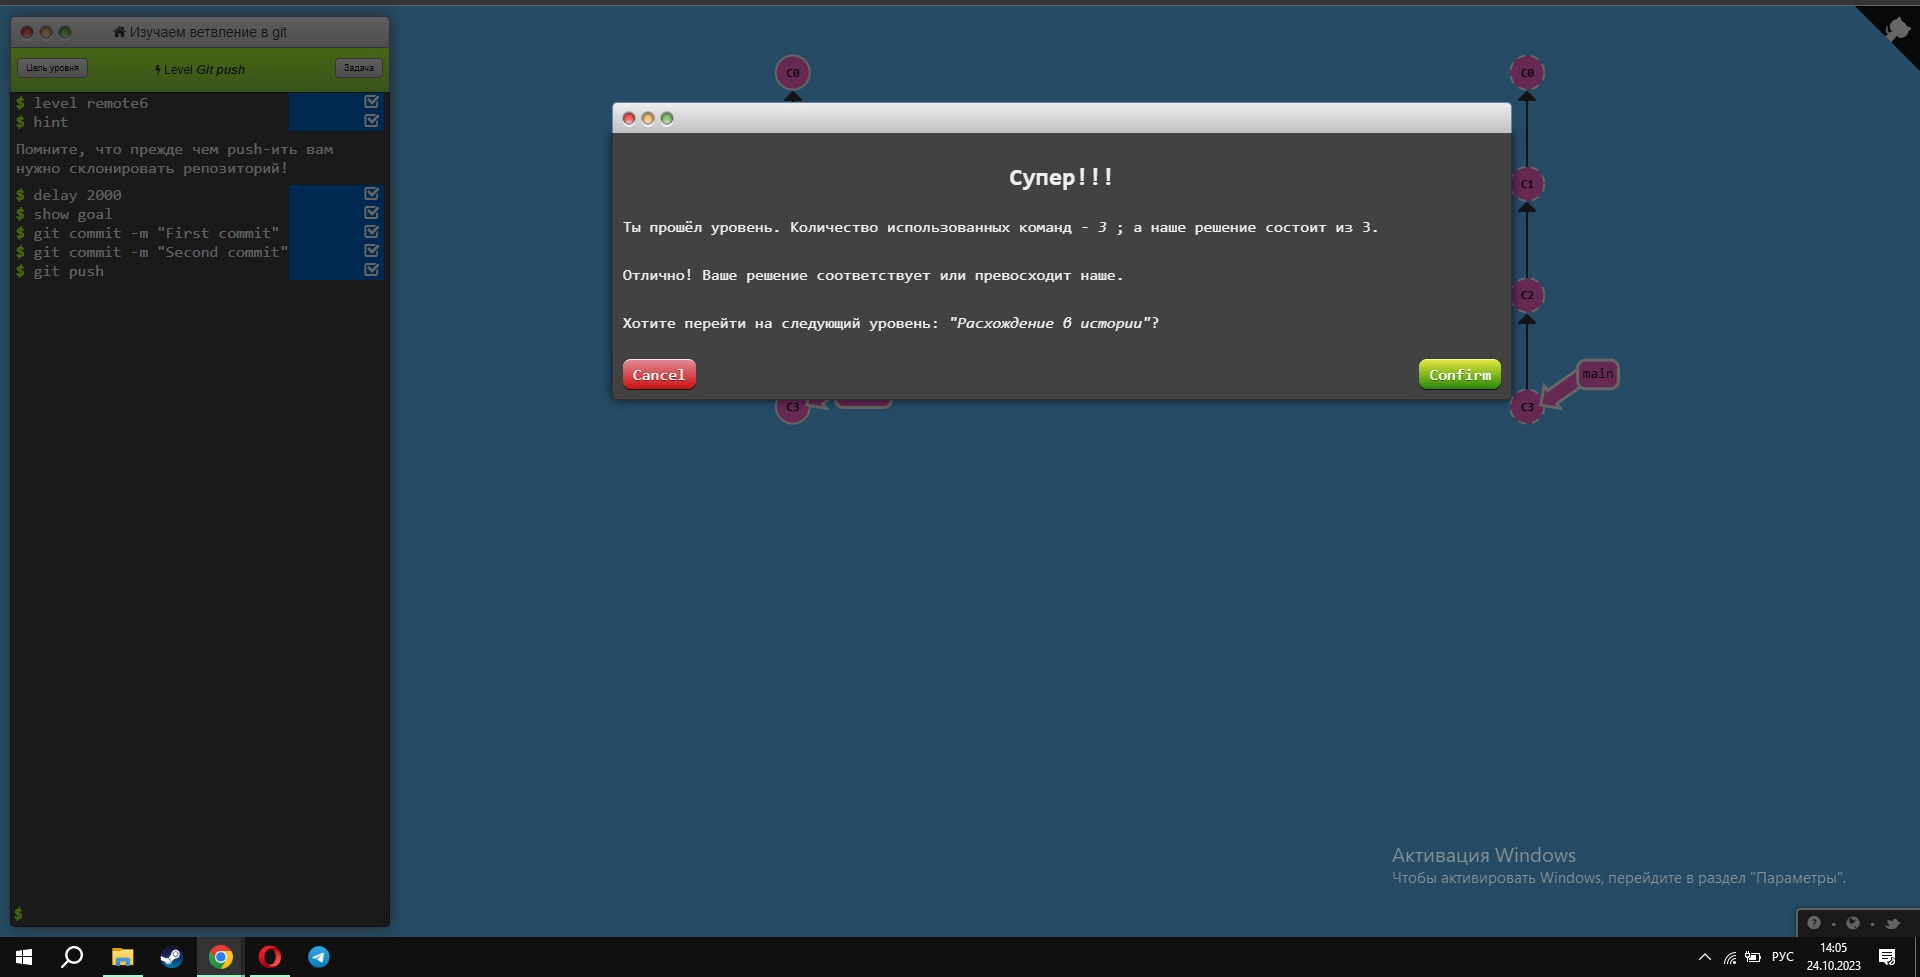 Изучаем ветвление в git
Цель уровня
Level Git push
Задача
$ level remote6
$ hint
Помните, что прежде чем push-ить вам
нужно склонировать репозиторий!
$ delay 2000
$ show goal
$ git commit -m "First commit"
$ git commit -m "Second commit"
$ git push
$
C0
C3
Супер!!!
Ты прошёл уровень. Количество использованных команд - 3 ; а наше решение состоит из 3.
Отлично! Ваше решение соответствует или превосходит наше.
Хотите перейти на следующий уровень: "Расхождение в истории"?
Cancel
Confirm
C0
C1
C2
main
C3
Активация Windows
Чтобы активировать Windows, перейдите в раздел "Параметры".
РУС
14:05
24.10.2023